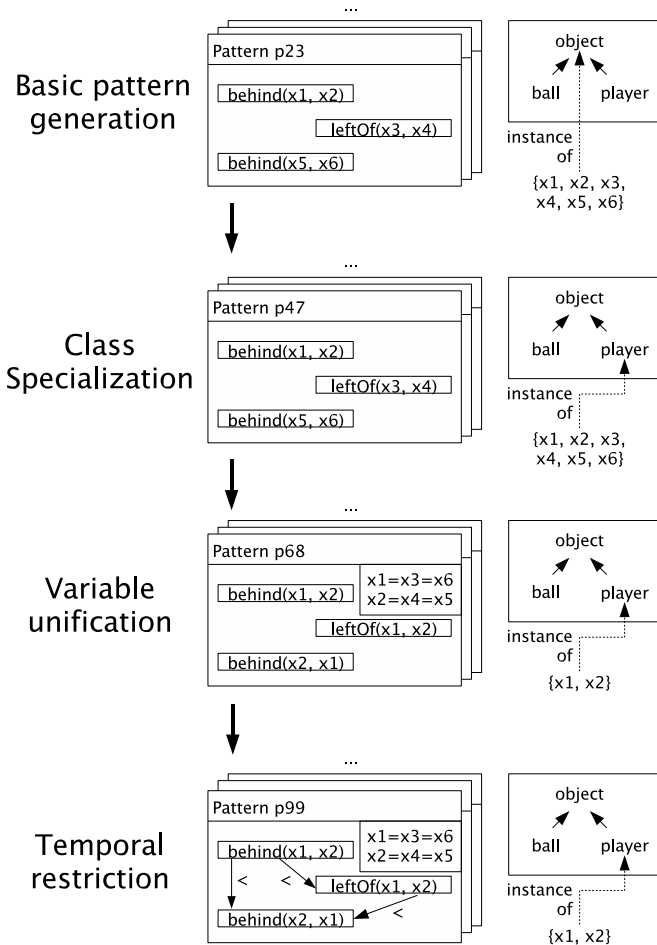 ...
Basic pattern
generation
Pattern p23
behind(x1, x2)
leftOf(x3, x4)
behind(x5, x6)
object
ball player
instance
of
{x1, x2, x3,
x4, x5, x6}
...
Class
Specialization
Pattern p47
behind(x1, x2)
leftOf(x3, x4)
behind(x5, x6)
object
ball player
instance
of
{x1, x2, x3,
x4, x5, x6}
...
Variable
unification
Pattern p68
x1=x3=x6
x2=x4=x5
behind(x1, x2)
leftOf(x1, x2)
behind(x2, x1)
object
ball player
instance
of
{x1, x2}
...
Temporal
restriction
Pattern p99
x1=x3=x6
x2=x4=x5
behind(x1, x2)
< <
leftOf(x1, x2)
<
behind(x2, x1)
object
ball player
instance
of
{x1, x2}